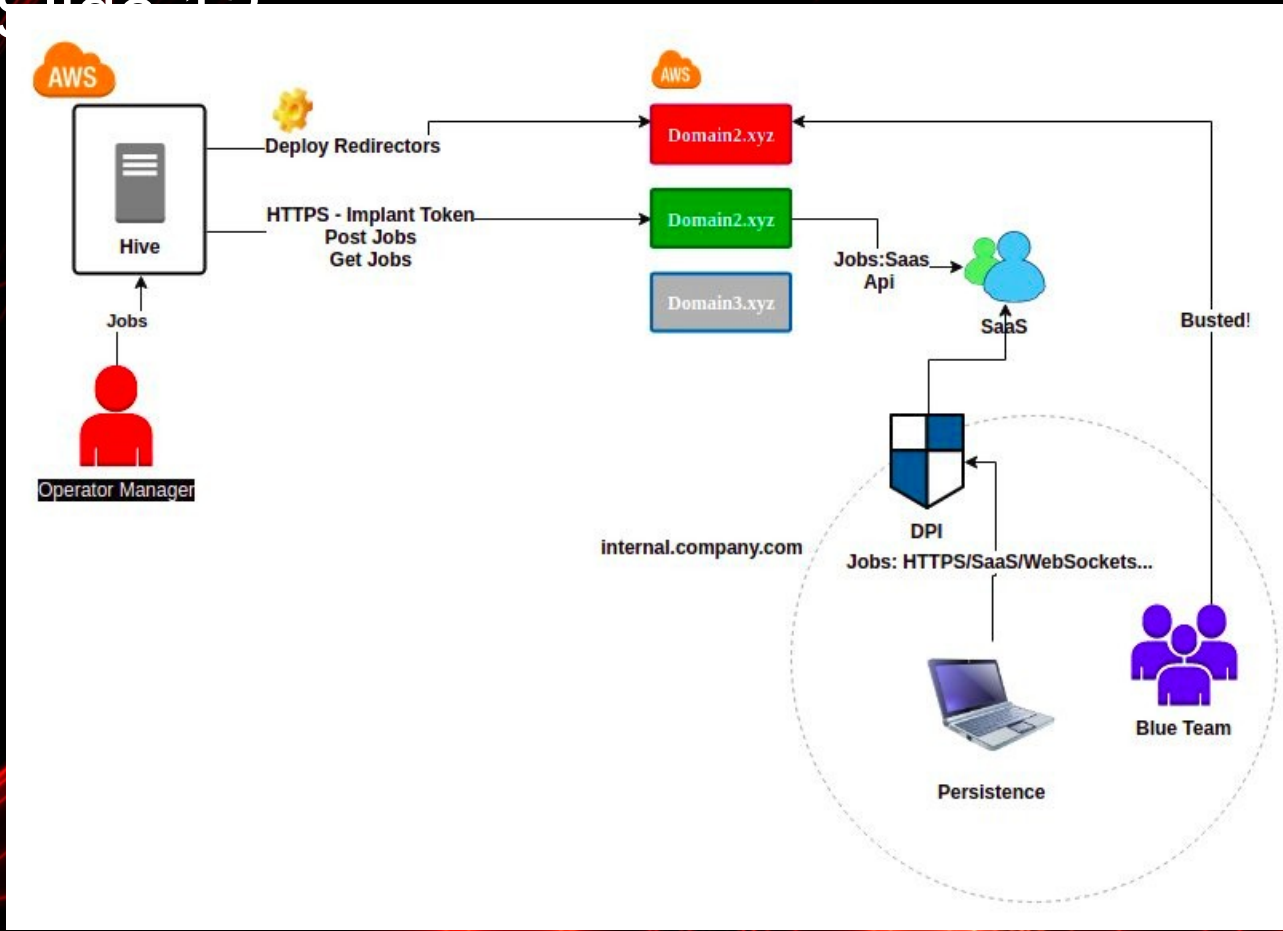 AWS
Deploy Redirectors
HTTPS - Implant Token
Post Jobs
Get Jobs
Hive
Jobs
Operator Manager
AWS
Domain2.xyz
Domain2.xyz
Domain3.xyz
Jobs:Saas
Api
SaaS
Busted!
DPI
internal.company.com
Jobs: HTTPS/SaaS/WebSockets...
Blue Team
Persistence